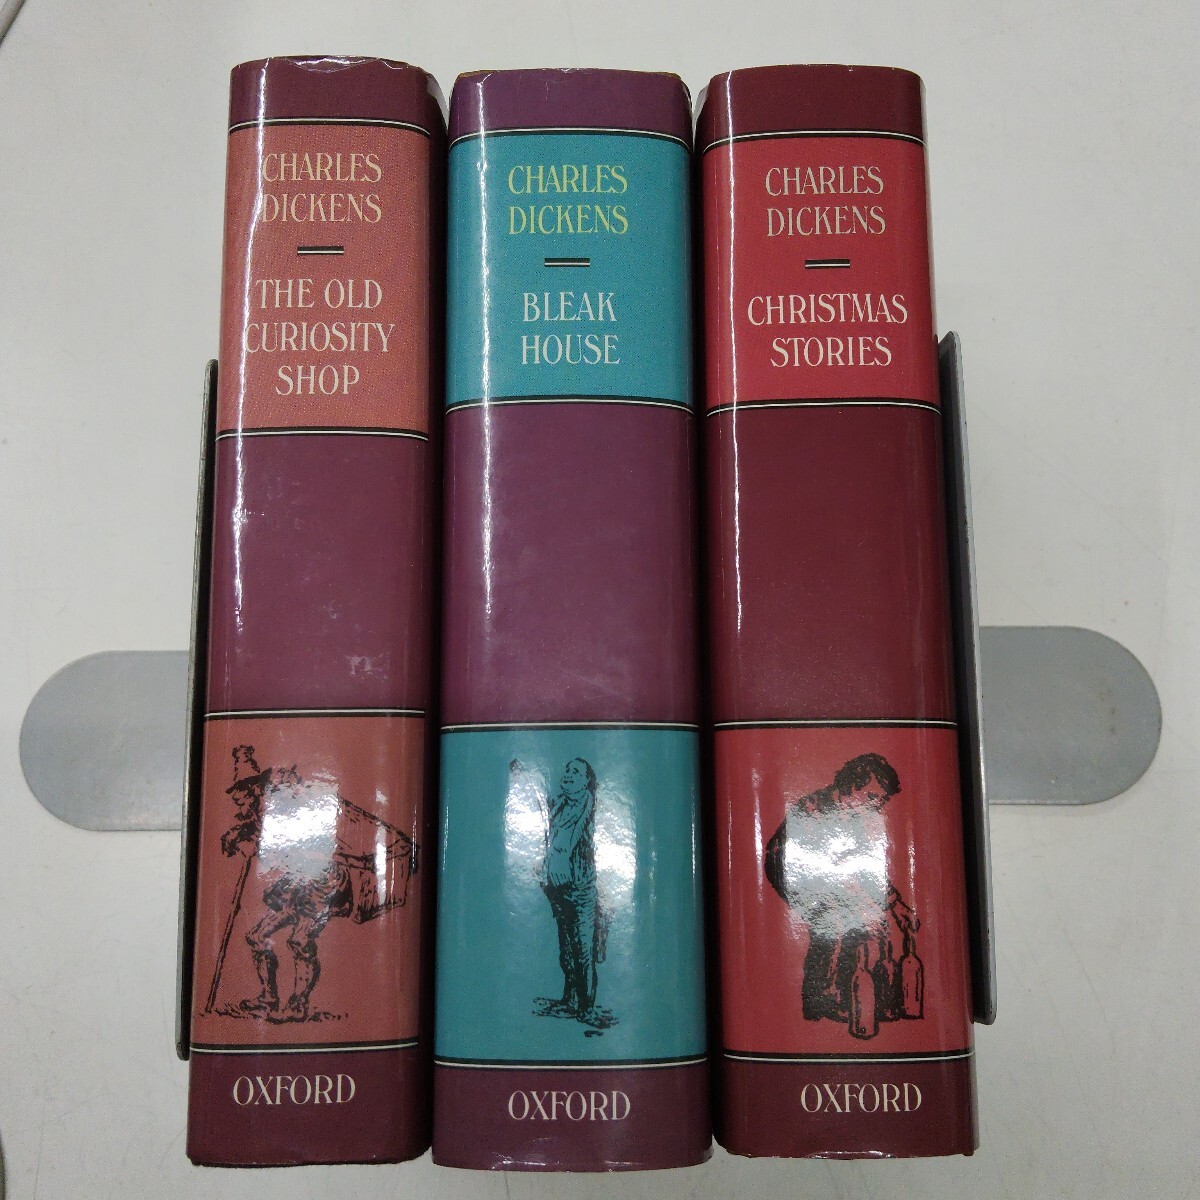 CHARLES
DICKENS
THE OLD
CURIOSITY
SHOP
OXFORD
CHARLES
DICKENS
BLEAK
HOUSE
OXFORD
CHARLES
DICKENS
CHRISTMAS
STORIES
OXFORD